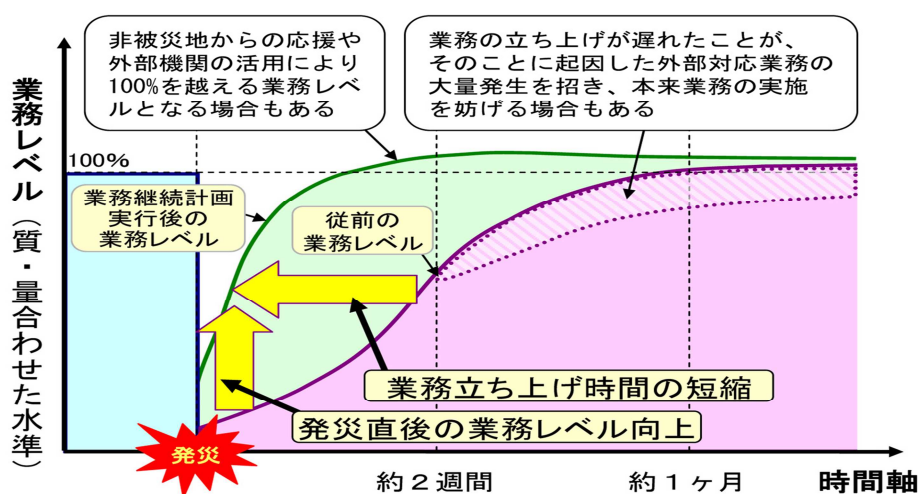 非被災地からの応援や
外部機関の活用により
100%を越える業務レベ
ルとなる場合もある
業務の立ち上げが遅れたことが、
そのことに起因した外部対応業務の
大量発生を招き、本来業務の実施
を妨げる場合もある
業務レベル（質・量合わせた水準）
100%
業務継続計画
実行後の
業務レベル
従前の
業務レベル
業務立ち上げ時間の短縮
発災直後の業務レベル向上
発災
約２週間
約１ヶ月
時間軸